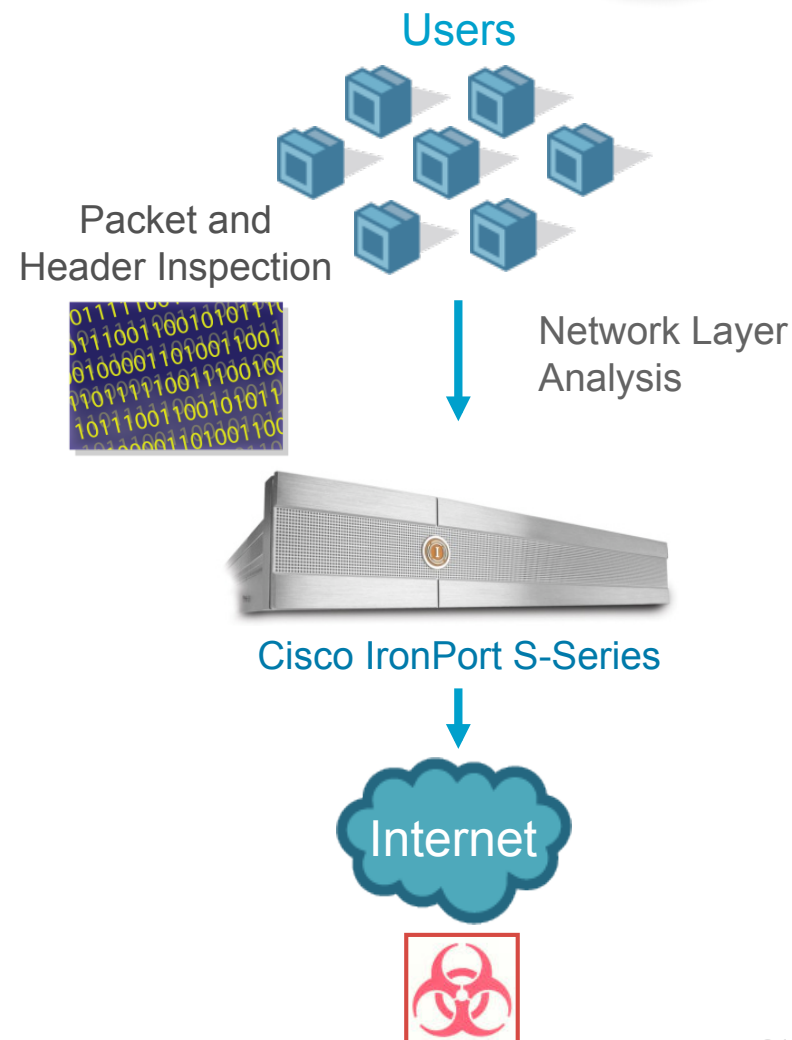 Users
Packet and
Header Inspection
Network Layer
Analysis
Cisco IronPort S-Series
Internet